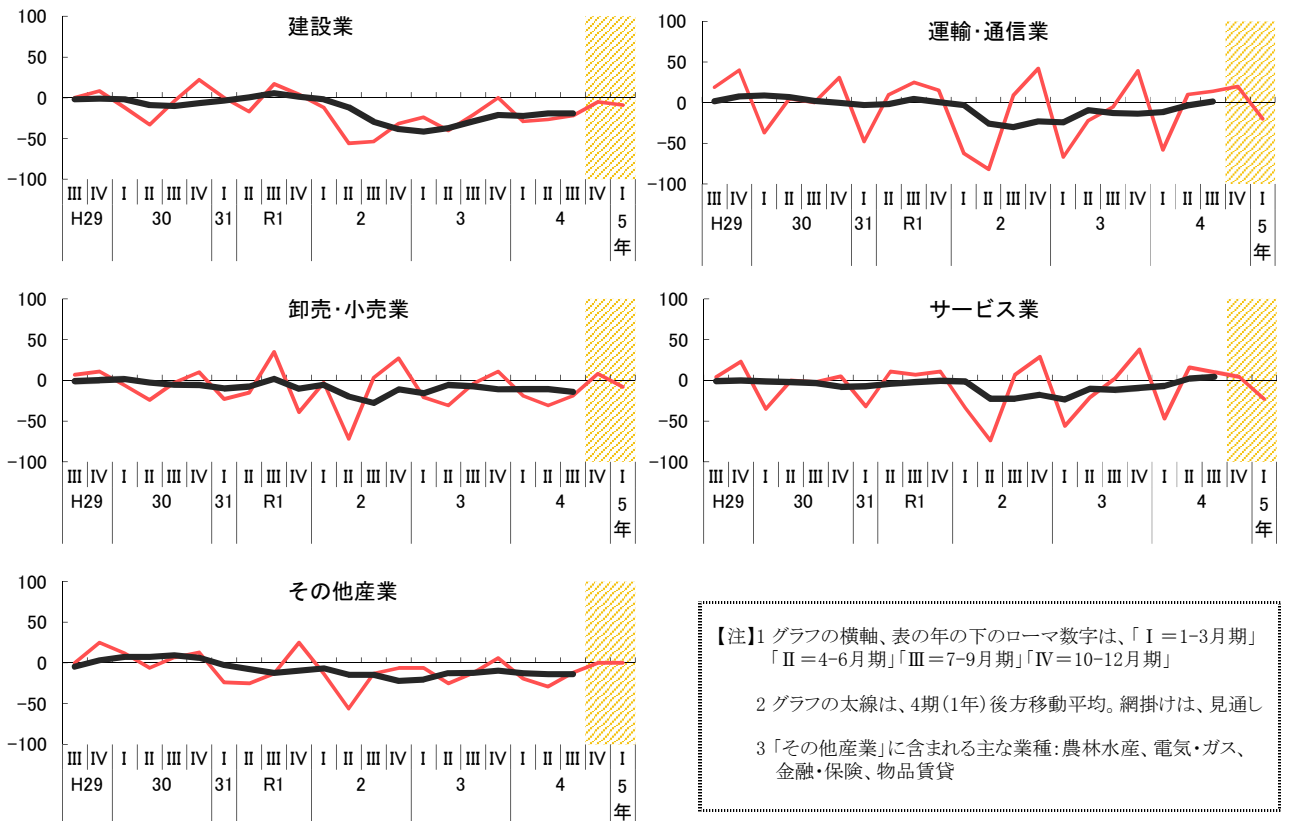 建設業
100
50
0
-50
-100
Ⅲ Ⅳ Ⅰ Ⅱ Ⅲ Ⅳ Ⅰ Ⅱ Ⅲ Ⅳ Ⅰ Ⅱ Ⅲ Ⅳ Ⅰ Ⅱ Ⅲ Ⅳ Ⅰ Ⅱ Ⅲ Ⅳ Ⅰ
H29 30 31 R1 2 3 4 5
年
運輸・通信業
100
50
0
-50
-100
Ⅲ Ⅳ Ⅰ Ⅱ Ⅲ Ⅳ Ⅰ Ⅱ Ⅲ Ⅳ Ⅰ Ⅱ Ⅲ Ⅳ Ⅰ Ⅱ Ⅲ Ⅳ Ⅰ Ⅱ Ⅲ Ⅳ Ⅰ
H29 30 31 R1 2 3 4 5
年
卸売・小売業
100
50
0
-50
-100
Ⅲ Ⅳ Ⅰ Ⅱ Ⅲ Ⅳ Ⅰ Ⅱ Ⅲ Ⅳ Ⅰ Ⅱ Ⅲ Ⅳ Ⅰ Ⅱ Ⅲ Ⅳ Ⅰ Ⅱ Ⅲ Ⅳ Ⅰ
H29 30 31 R1 2 3 4 5
年
サービス業
100
50
0
-50
-100
Ⅲ Ⅳ Ⅰ Ⅱ Ⅲ Ⅳ Ⅰ Ⅱ Ⅲ Ⅳ Ⅰ Ⅱ Ⅲ Ⅳ Ⅰ Ⅱ Ⅲ Ⅳ Ⅰ Ⅱ Ⅲ Ⅳ Ⅰ
H29 30 31 R1 2 3 4 5
年
その他産業
100
50
0
-50
-100
Ⅲ Ⅳ Ⅰ Ⅱ Ⅲ Ⅳ Ⅰ Ⅱ Ⅲ Ⅳ Ⅰ Ⅱ Ⅲ Ⅳ Ⅰ Ⅱ Ⅲ Ⅳ Ⅰ Ⅱ Ⅲ Ⅳ Ⅰ
H29 30 31 R1 2 3 4 5
年
【注】1 グラフの横軸、表の年の下のローマ数字は、「Ⅰ＝1-3月期」
「Ⅱ＝4-6月期」「Ⅲ＝7-9月期」「Ⅳ＝10-12月期」
2 グラフの太線は、4期(1年)後方移動平均。網掛けは、見通し
3 「その他産業」に含まれる主な業種：農林水産、電気・ガス、
金融・保険、物品賃貸